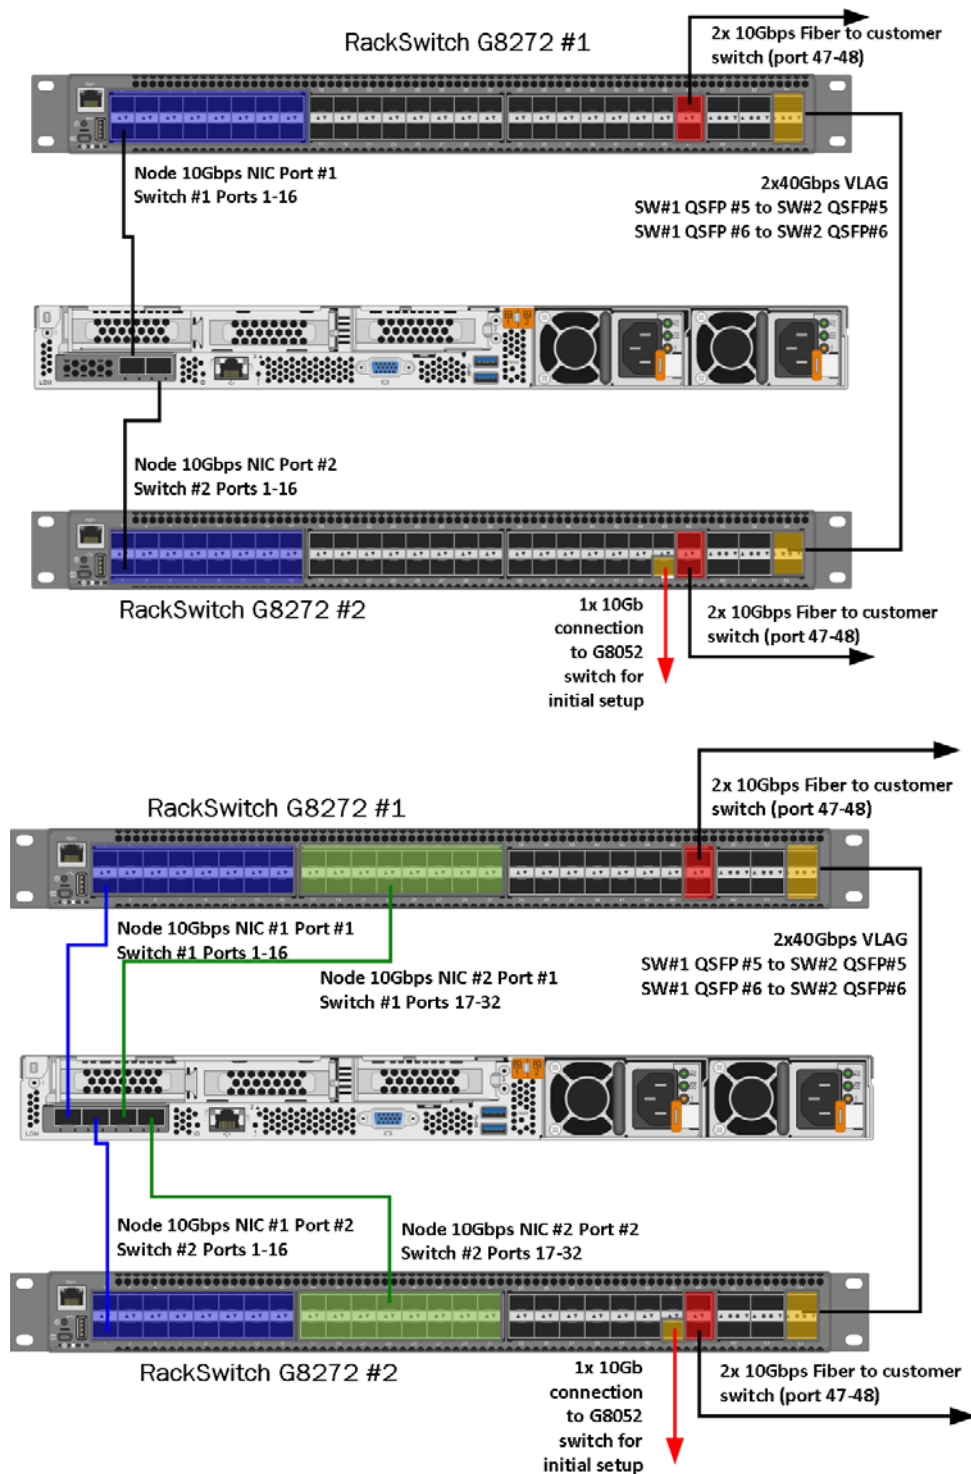 RackSwitch G8272 #1
2x 10Gbps Fiber to customer
switch (port 47-48)
Node 10Gbps NIC Port #1
Switch #1 Ports 1-16
2x40Gbps VLAG
SW#1 QSFP #5 to SW#2 QSFP#5
SW#1 QSFP #6 to SW#2 QSFP#6
Node 10Gbps NIC Port #2
Switch #2 Ports 1-16
RackSwitch G8272 #2
1x 10Gb
connection
to G8052
switch for
initial setup
2x 10Gbps Fiber to customer
switch (port 47-48)
RackSwitch G8272 #1
2x 10Gbps Fiber to customer
switch (port 47-48)
Node 10Gbps NIC #1 Port #1
Switch #1 Ports 1-16
Node 10Gbps NIC #2 Port #1
Switch #1 Ports 17-32
2x40Gbps VLAG
SW#1 QSFP #5 to SW#2 QSFP#5
SW#1 QSFP #6 to SW#2 QSFP#6
Node 10Gbps NIC #1 Port #2
Switch #2 Ports 1-16
Node 10Gbps NIC #2 Port #2
Switch #2 Ports 17-32
RackSwitch G8272 #2
1x 10Gb
connection
to G8052
switch for
initial setup
2x 10Gbps Fiber to customer
switch (port 47-48)